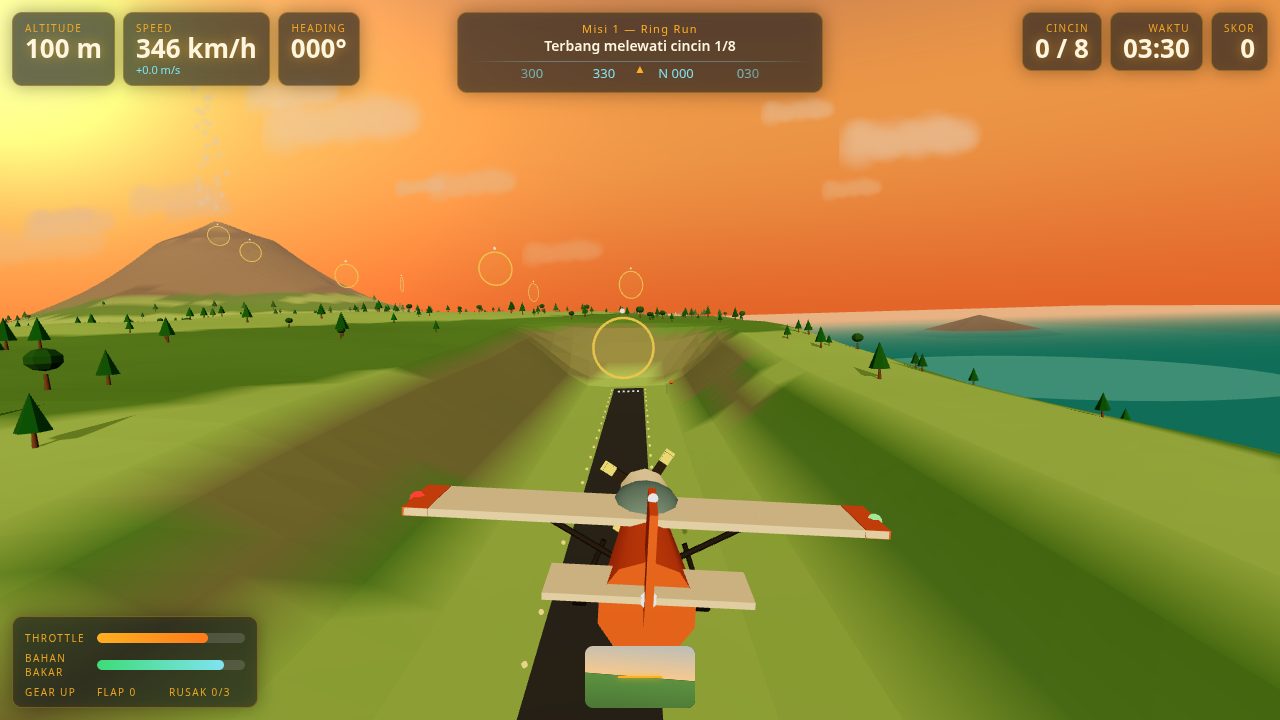 ALTITUDE
100 m
SPEED
346 km/h
+0.0 m/s
HEADING
000°
Misi 1 — Ring Run
Terbang melewati cincin 1/8
300 330 ▲ N 000 030
CINCIN
0 / 8
WAKTU
03:30
SKOR
0
THROTTLE
BAHAN
BAKAR
GEAR UP FLAP 0 RUSAK 0/3